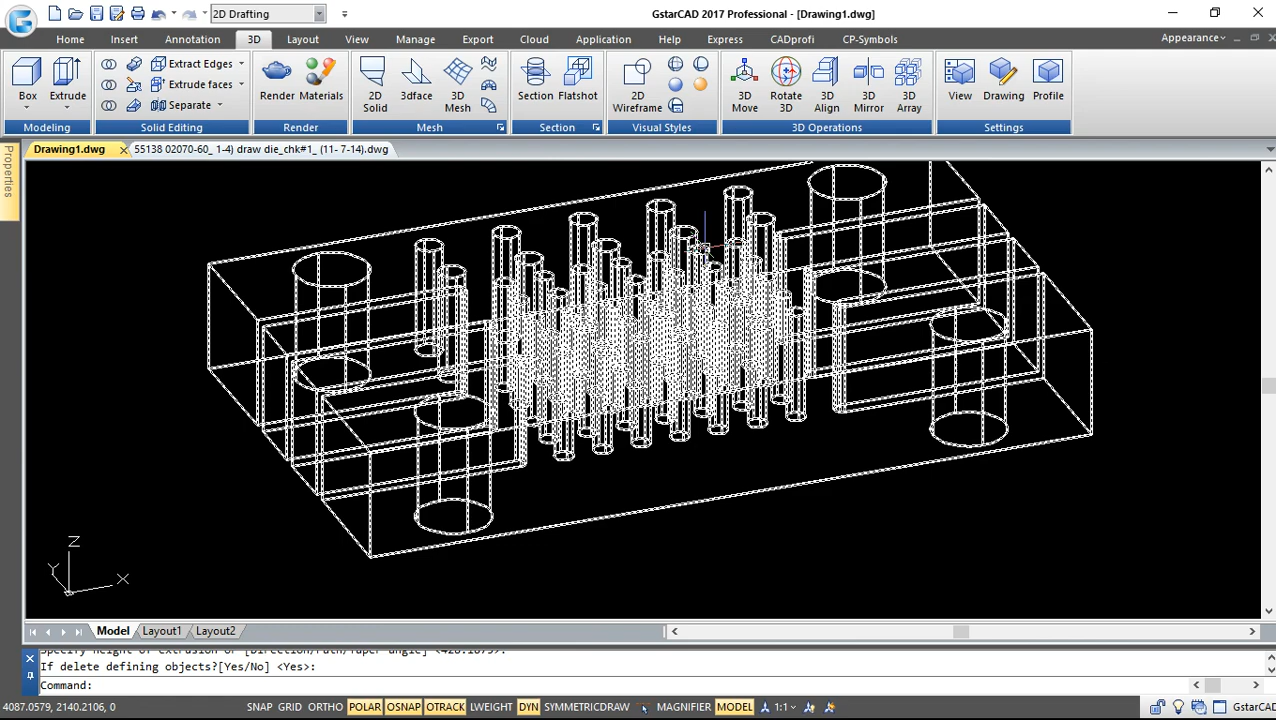 2D Drafting
GstarCAD 2017 Professional - [Drawing1.dwg]
Home Insert Annotation 3D Layout View Manage Export Cloud Application Help Express CADprofi CP-Symbols Appearance
Box
Extrude
Extract Edges
Extrude faces
Separate
Render
Materials
2D Solid
3dface
3D Mesh
Section
Flatshot
2D Wireframe
3D Move
Rotate 3D
3D Align
3D Mirror
3D Array
View
Drawing
Profile
Modeling
Solid Editing
Render
Mesh
Section
Visual Styles
3D Operations
Settings
Properties
Drawing1.dwg
55138 02070-60_ 1-4) draw die_chk#1_ (11- 7-14).dwg
Z
Y
X
Model Layout1 Layout2
If delete defining objects?[Yes/No] <Yes>:
Command:
4087.0579, 2140.2106, 0
SNAP GRID ORTHO POLAR OSNAP OTRACK LWEIGHT DYN SYMMETRICDRAW MAGNIFIER MODEL 1:1
GstarCAD